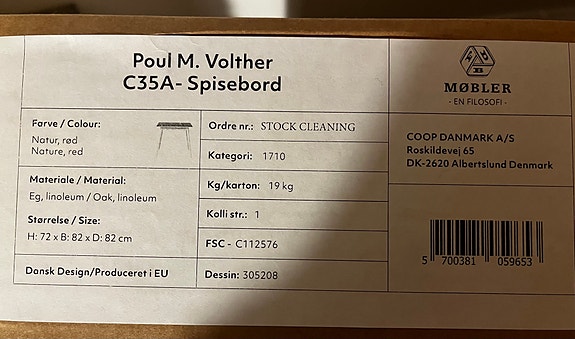 Poul M. Volther
C35A- Spisebord
Farve / Colour:
Natur, rød
Nature, red
Materiale / Material:
Eg, linoleum / Oak, linoleum
Størrelse / Size:
H: 72 x B: 82 x D: 82 cm
Dansk Design/Produceret i EU
Ordre nr.: STOCK CLEANING
Kategori: 1710
Kg/karton: 19 kg
Kolli str.: 1
FSC - C112576
Dessin: 305208
FDB
MØBLER
- EN FILOSOFI -
COOP DANMARK A/S
Roskildevej 65
DK-2620 Albertslund Denmark
5 700381 059653